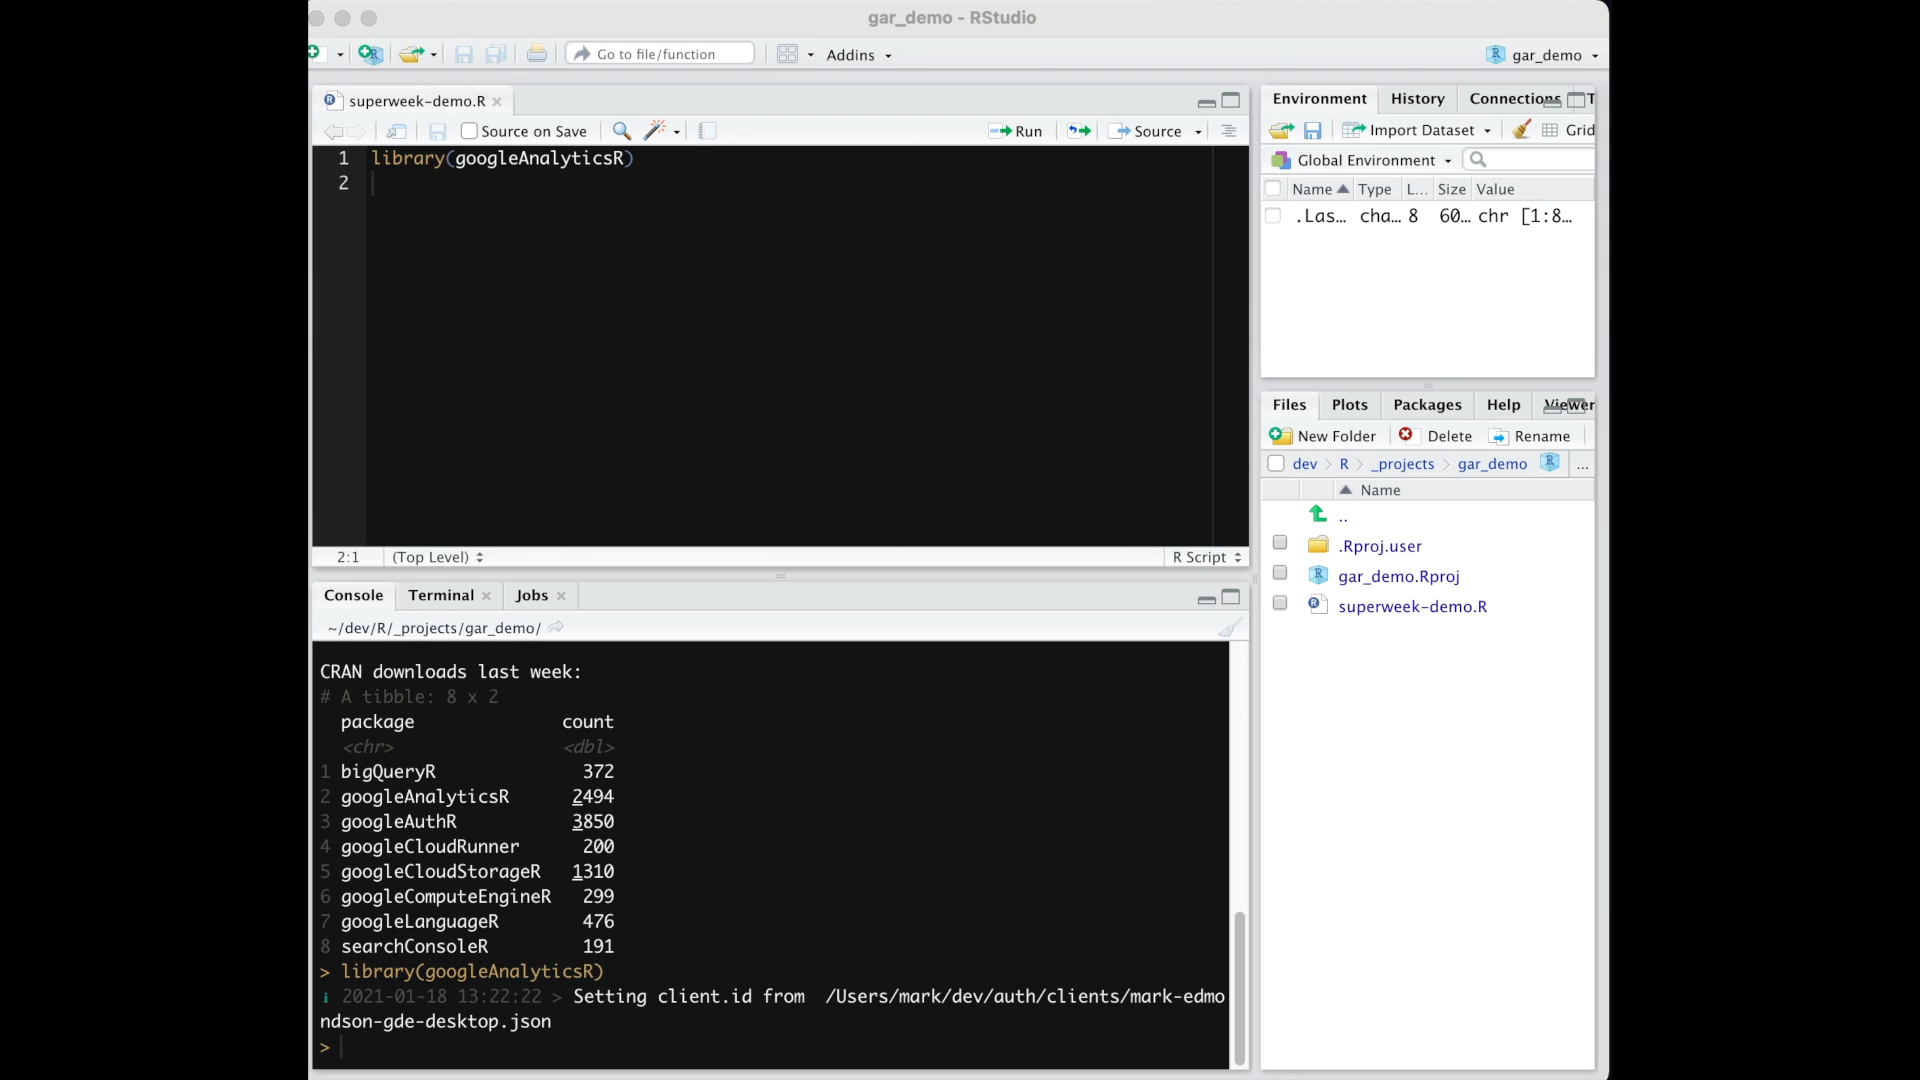 gar_demo - RStudio
Go to file/function
Addins
gar_demo
superweek-demo.R
Source on Save
Run
Source
1 library(googleAnalyticsR)
2
2:1 (Top Level) R Script
Console Terminal Jobs
~/dev/R/_projects/gar_demo/
CRAN downloads last week:
# A tibble: 8 x 2
package count
<chr> <dbl>
1 bigQueryR 372
2 googleAnalyticsR 2494
3 googleAuthR 3850
4 googleCloudRunner 200
5 googleCloudStorageR 1310
6 googleComputeEngineR 299
7 googleLanguageR 476
8 searchConsoleR 191
> library(googleAnalyticsR)
i 2021-01-18 13:22:22 > Setting client.id from /Users/mark/dev/auth/clients/mark-edmo
ndson-gde-desktop.json
>
Environment History Connections T
Import Dataset Grid
Global Environment
Name Type L... Size Value
.Las... cha... 8 60... chr [1:8...
Files Plots Packages Help Viewer
New Folder Delete Rename
dev R _projects gar_demo ...
Name
..
.Rproj.user
gar_demo.Rproj
superweek-demo.R